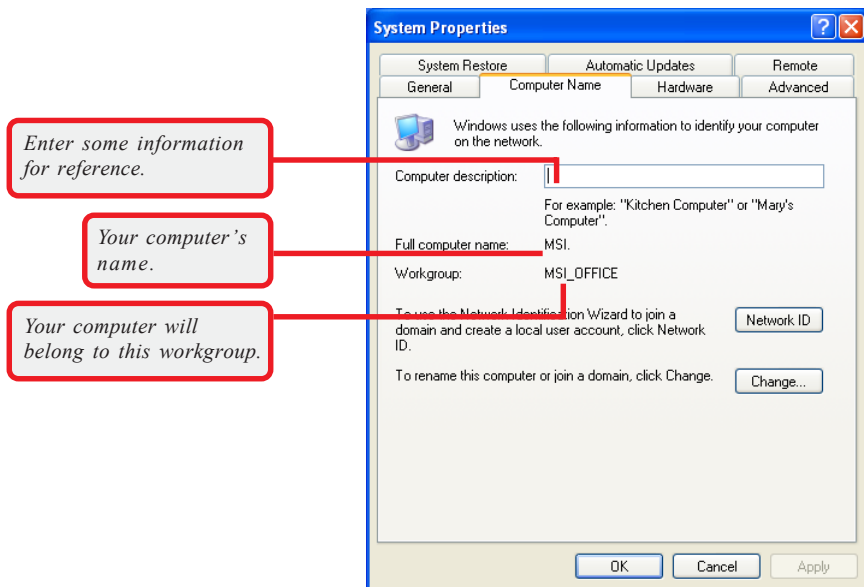 System Properties
System Restore Automatic Updates Remote
General Computer Name Hardware Advanced
Windows uses the following information to identify your computer
on the network.
Enter some information
for reference.
Computer description:
For example: "Kitchen Computer" or "Mary's
Computer".
Your computer's
name.
Full computer name: MSI.
Workgroup: MSI_OFFICE
Your computer will
belong to this workgroup.
To use the Network Identification Wizard to join a
domain and create a local user account, click Network
ID.
Network ID
To rename this computer or join a domain, click Change.
Change...
OK Cancel Apply